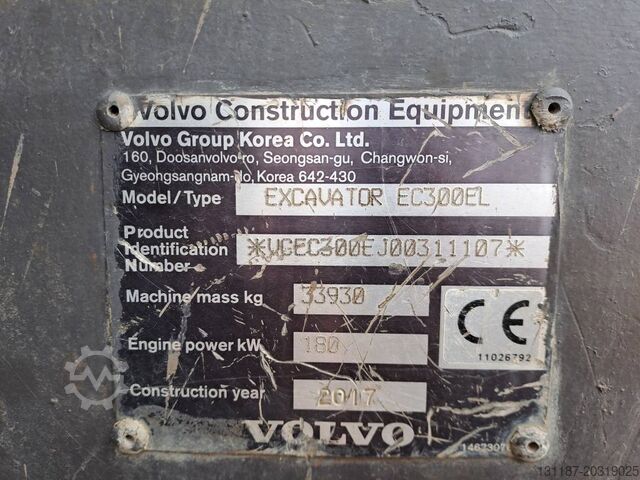 Volvo Construction Equipment
Volvo Group Korea Co. Ltd.
160, Doosanvolvo-ro, Seongsan-gu, Changwon-si,
Gyeongsangnam-do, Korea 642-430
Model/Type EXCAVATOR EC300EL
Product
Identification *VCEC300EJ00311107*
Number
Machine mass kg 33930
Engine power kW 180
CE
11026792
Construction year 2017
VOLVO
131187-20319025